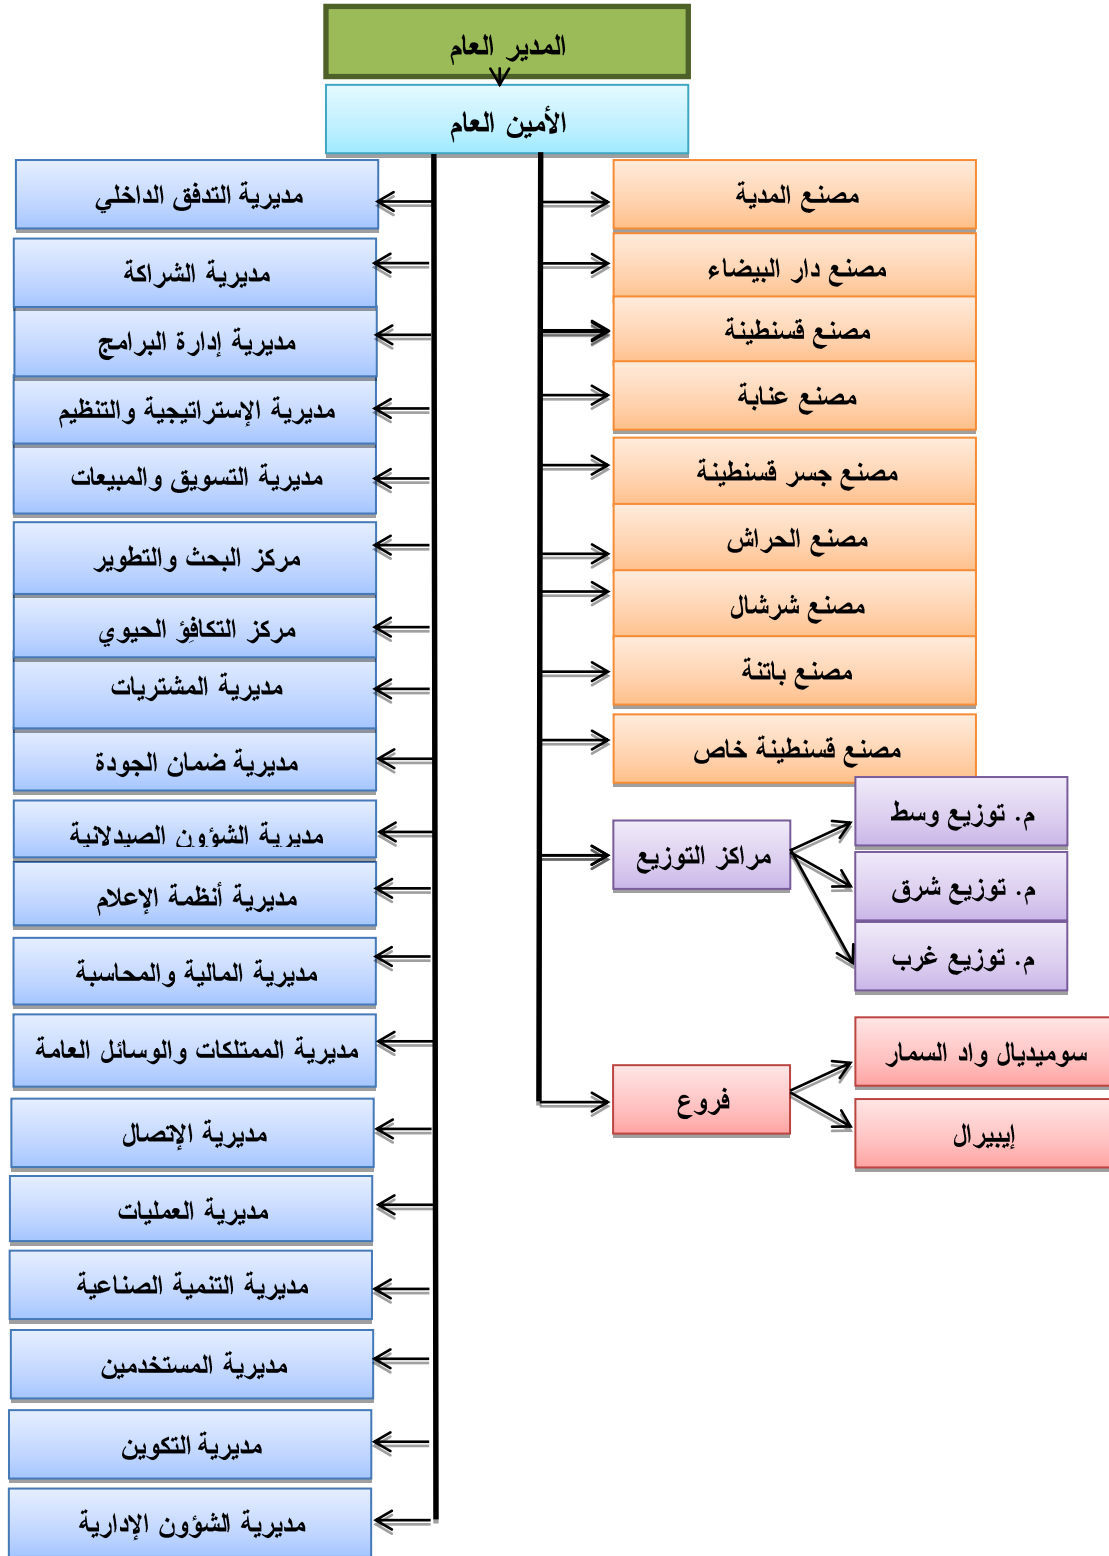 المدير العام
الأمين العام
مصنع المدية
مصنع دار البيضاء
مصنع قسنطينة
مصنع عنابة
مصنع جسر قسنطينة
مصنع الحراش
مصنع شرشال
مصنع باتنة
مصنع قسنطينة خاص
مراكز التوزيع
م. توزيع وسط
م. توزيع شرق
م. توزيع غرب
فروع
سوميديال واد السمار
إيبيرال
مديرية التدفق الداخلي
مديرية الشراكة
مديرية إدارة البرامج
مديرية الإستراتيجية والتنظيم
مديرية التسويق والمبيعات
مركز البحث والتطوير
مركز التكافِؤ الحيوي
مديرية المشتريات
مديرية ضمان الجودة
مديرية الشؤون الصيدلانية
مديرية أنظمة الإعلام
مديرية المالية والمحاسبة
مديرية الممتلكات والوسائل العامة
مديرية الإتصال
مديرية العمليات
مديرية التنمية الصناعية
مديرية المستخدمين
مديرية التكوين
مديرية الشؤون الإدارية